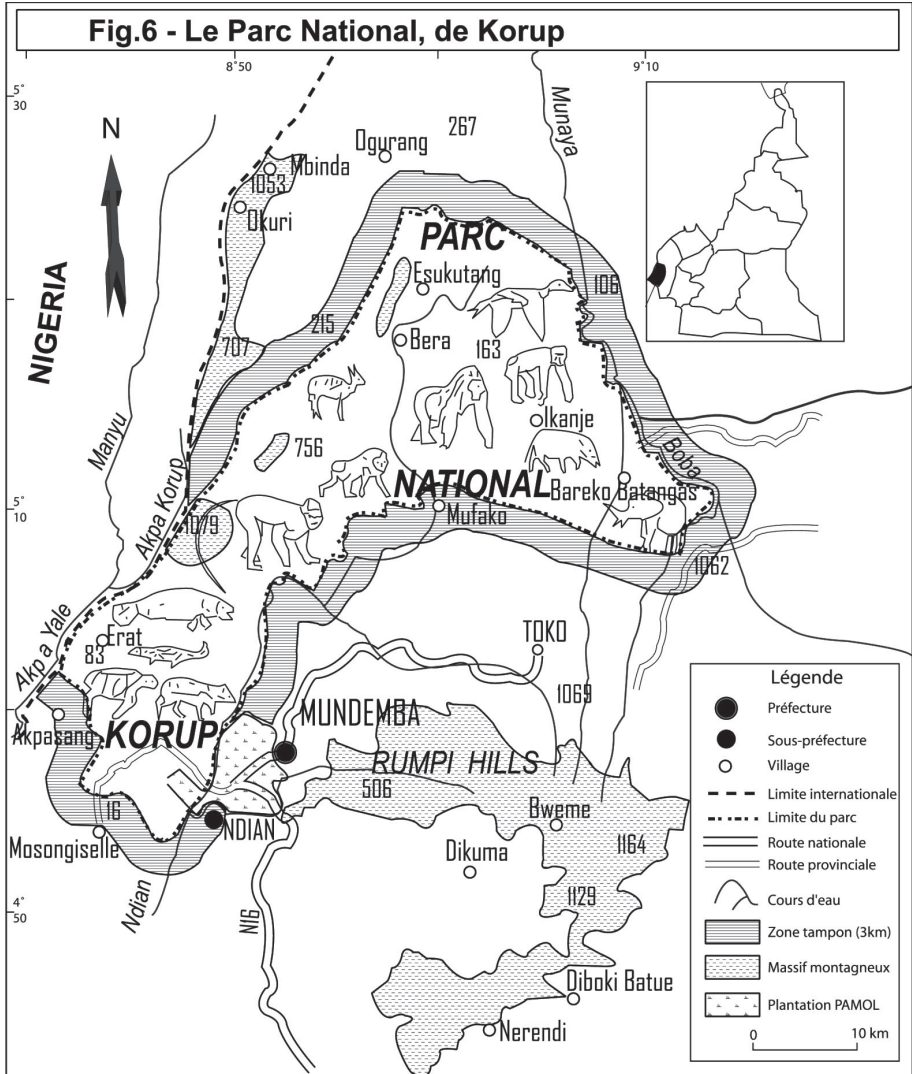 Fig.6 - Le Parc National, de Korup
8°50
9°10
5°
30
N
NIGERIA
Manyu
Mbinda
1053
Okuri
Ogurang
267
Munaya
PARC
Esukutang
106
215
707
Bera
163
Ikanje
756
NATIONAL
Boba
Bareko Batangas
Mufako
5°
10
Akpa Korup
1079
1062
Akp a Yale
Erat
83
TOKO
1069
Akpasang
KORUP
MUNDEMBA
RUMPI HILLS
506
Bweme
16
NDIAN
Mosongiselle
1164
Dikuma
1129
Ndian
4°
50
N16
Diboki Batue
Nerendi
Légende
Préfecture
Sous-préfecture
Village
Limite internationale
Limite du parc
Route nationale
Route provinciale
Cours d'eau
Zone tampon (3km)
Massif montagneux
Plantation PAMOL
0 10 km